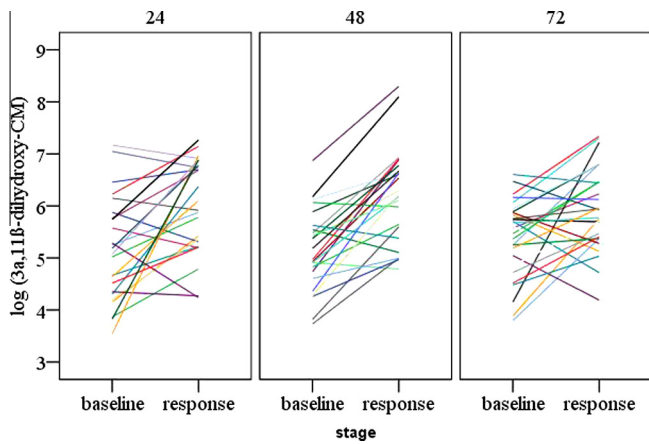 24 48 72
log (3a,11ß-dihydroxy-CM)
9
8
7
6
5
4
3
baseline response baseline response baseline response
stage